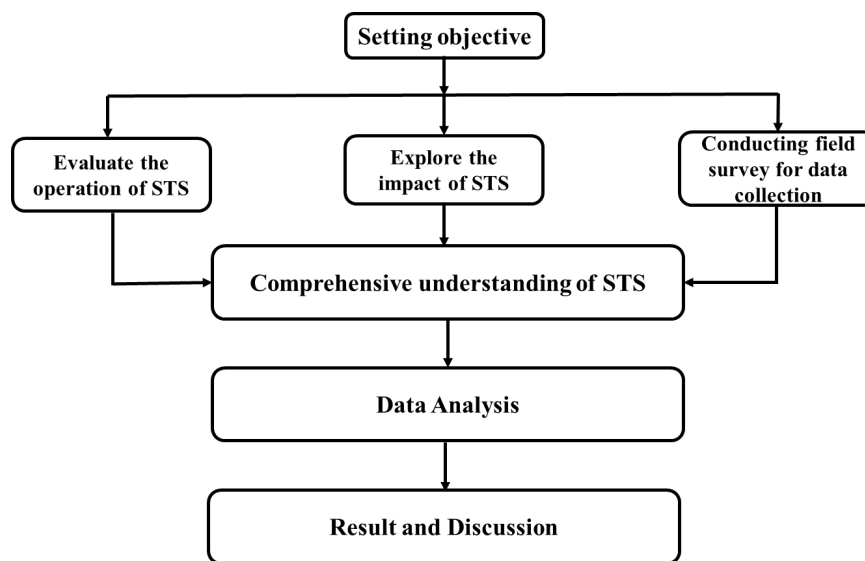 Setting objective
Evaluate the
operation of STS
Explore the
impact of STS
Conducting field
survey for data
collection
Comprehensive understanding of STS
Data Analysis
Result and Discussion